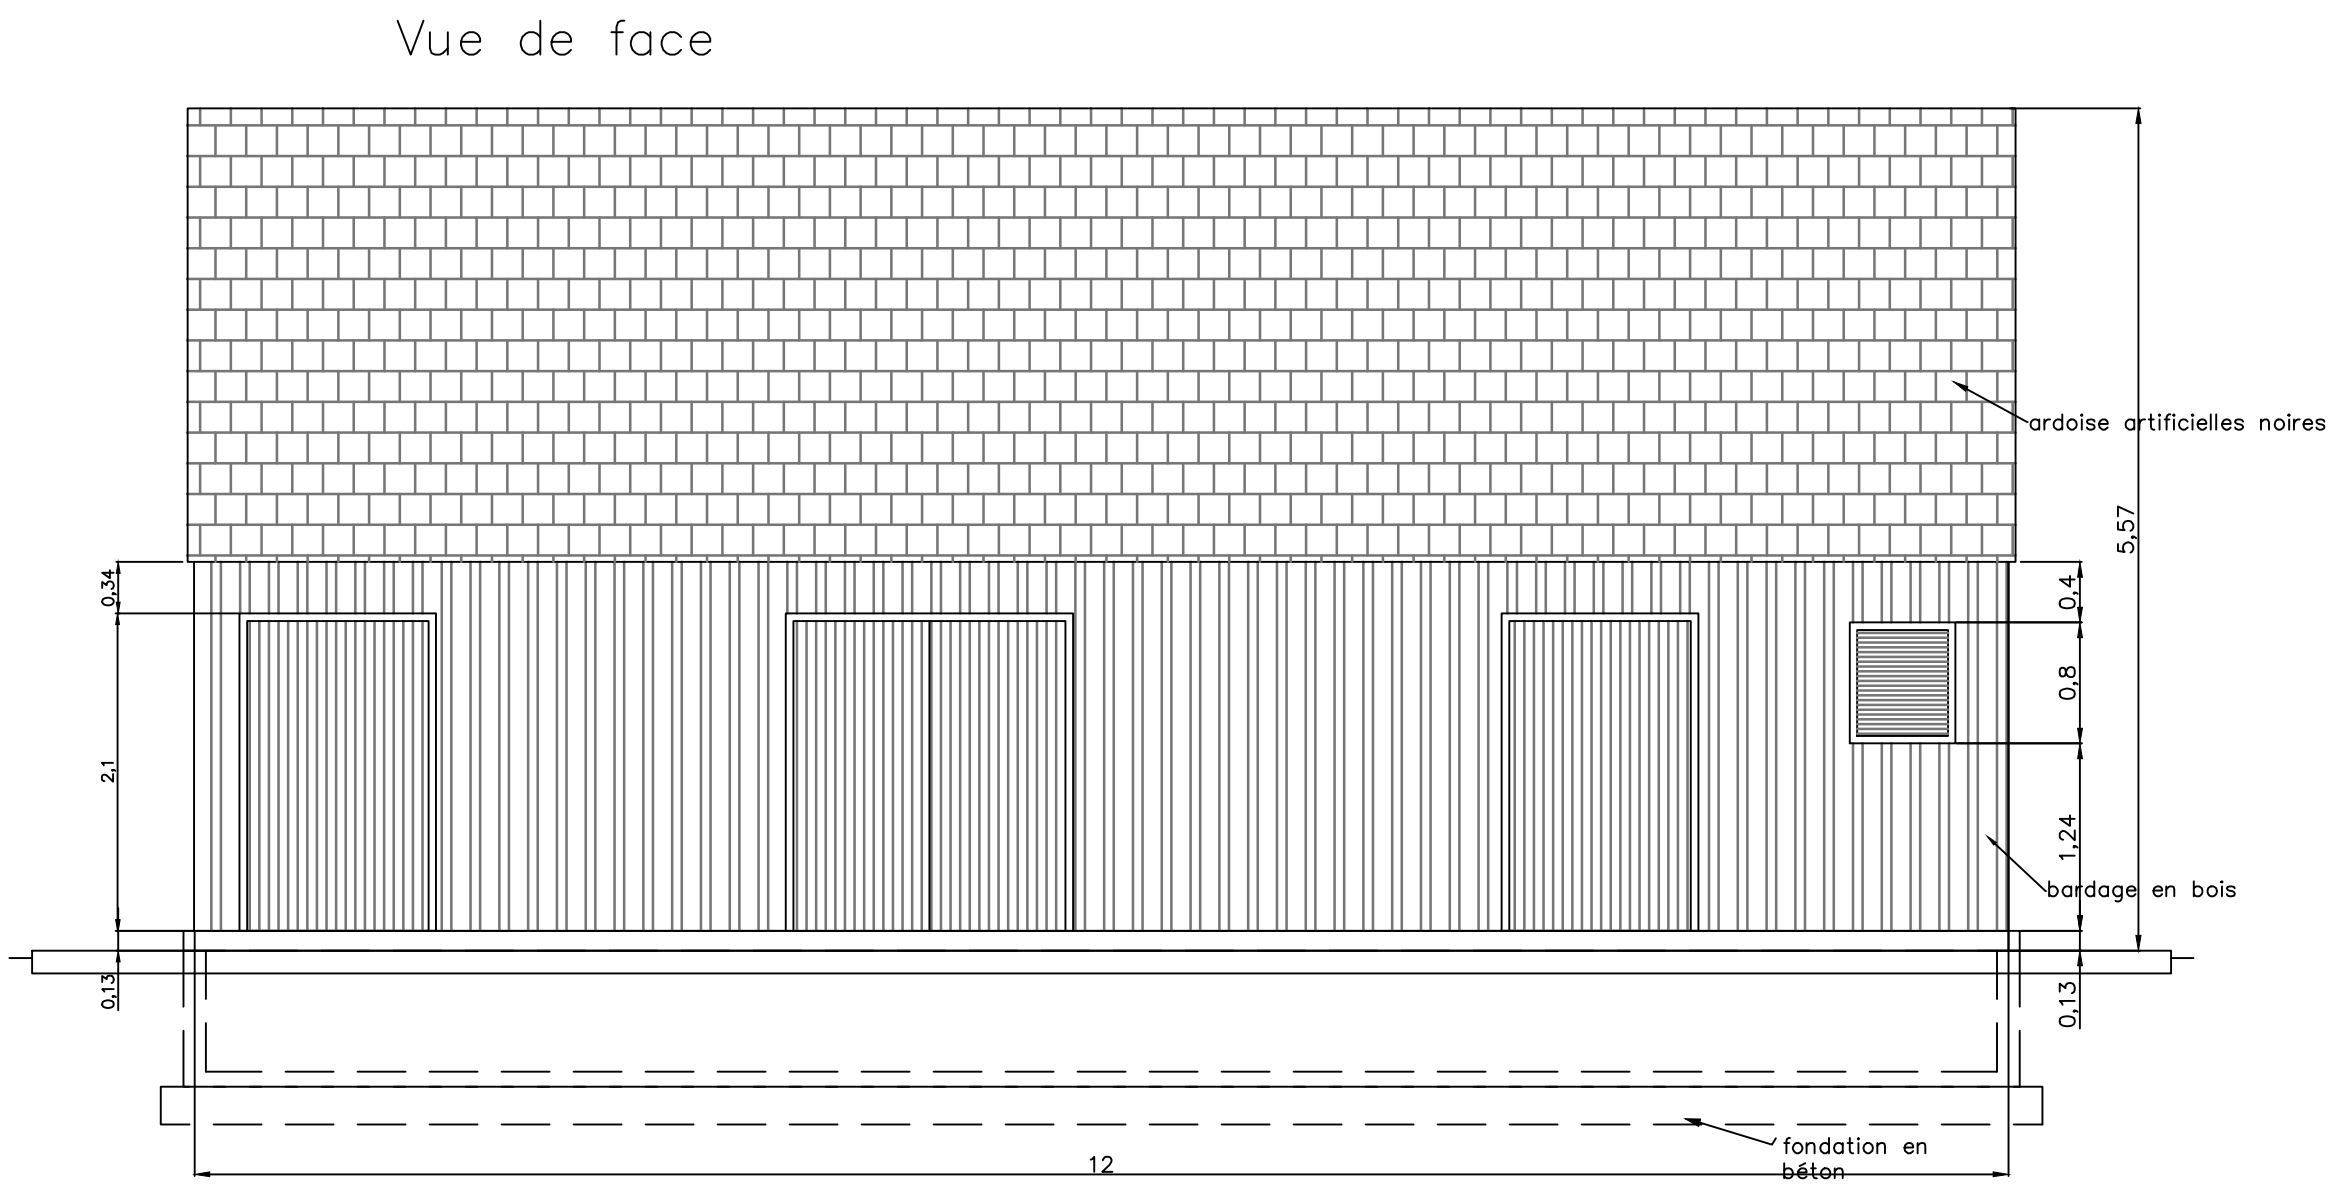 Vue de face
ardoise artificielles noires
5,57
0,34
0,4
0,8
2,1
1,24
bardage en bois
0,13
0,13
fondation en
béton
12